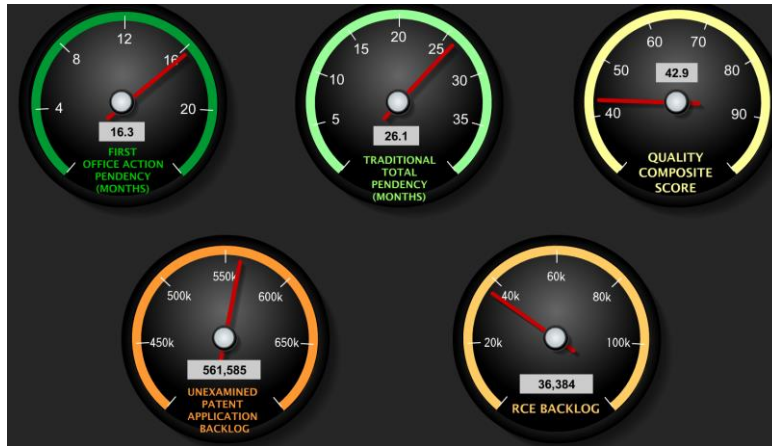 4
8
12
16
20
16.3
FIRST
OFFICE ACTION
PENDENCY
(MONTHS)
5
10
15
20
25
30
35
26.1
TRADITIONAL
TOTAL
PENDENCY
(MONTHS)
40
50
60
70
80
90
42.9
QUALITY
COMPOSITE
SCORE
450k
500k
550k
600k
650k
561,585
UNEXAMINED
PATENT
APPLICATION
BACKLOG
20k
40k
60k
80k
100k
36,384
RCE BACKLOG